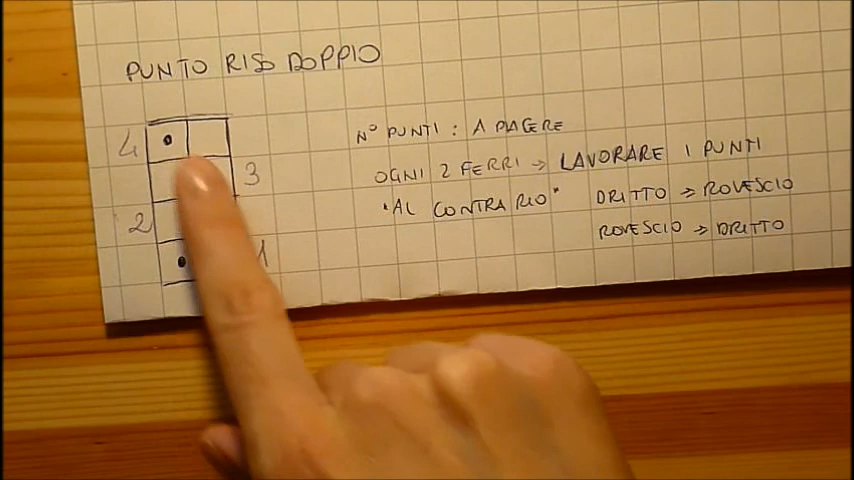 PUNTO RISO DOPPIO
4
3
2
1
N° PUNTI : A PIACERE
OGNI 2 FERRI → LAVORARE I PUNTI
"AL CONTRARIO" DRITTO → ROVESCIO
ROVESCIO → DRITTO